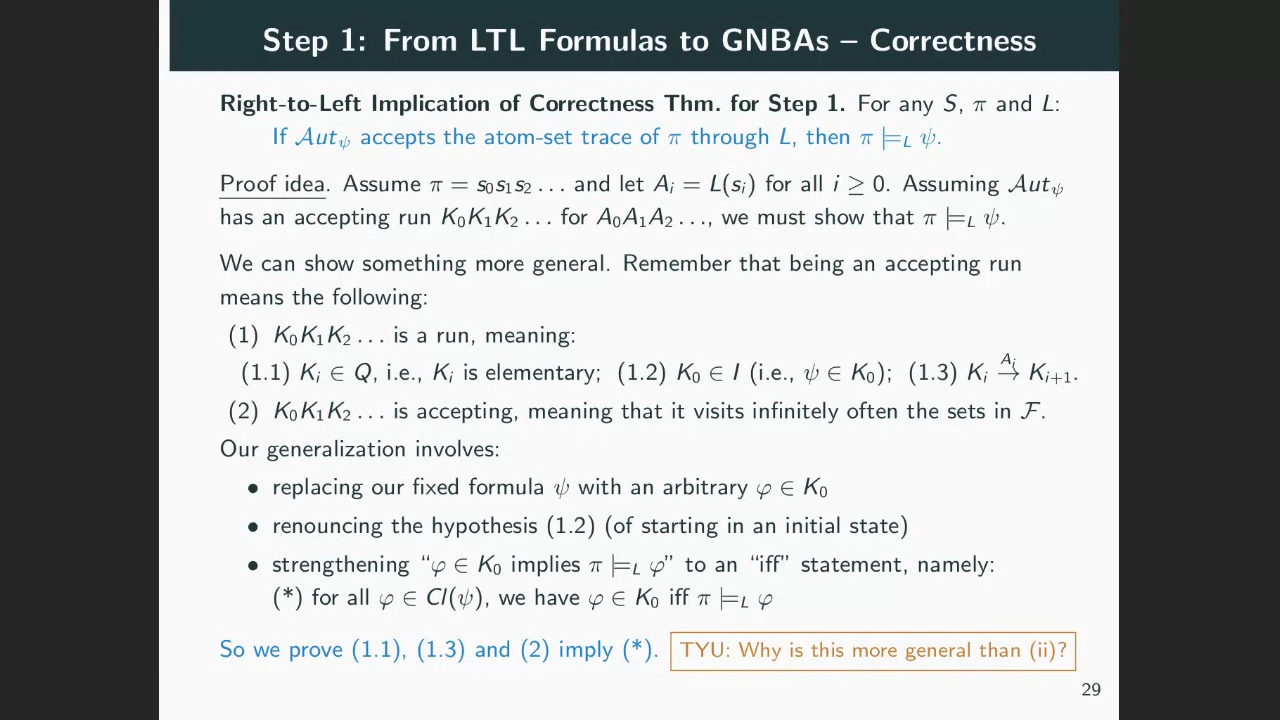 Step 1: From LTL Formulas to GNBAs – Correctness
Right-to-Left Implication of Correctness Thm. for Step 1. For any S, π and L:
If Aut_ψ accepts the atom-set trace of π through L, then π ⊨_L ψ.
Proof idea. Assume π = s₀s₁s₂ . . . and let A_i = L(s_i) for all i ≥ 0. Assuming Aut_ψ
has an accepting run K₀K₁K₂ . . . for A₀A₁A₂ . . ., we must show that π ⊨_L ψ.
We can show something more general. Remember that being an accepting run
means the following:
(1) K₀K₁K₂ . . . is a run, meaning:
(1.1) K_i ∈ Q, i.e., K_i is elementary; (1.2) K₀ ∈ I (i.e., ψ ∈ K₀); (1.3) K_i →^{A_i} K_{i+1}.
(2) K₀K₁K₂ . . . is accepting, meaning that it visits infinitely often the sets in F.
Our generalization involves:
• replacing our fixed formula ψ with an arbitrary φ ∈ K₀
• renouncing the hypothesis (1.2) (of starting in an initial state)
• strengthening “φ ∈ K₀ implies π ⊨_L φ” to an “iff” statement, namely:
(*) for all φ ∈ Cl(ψ), we have φ ∈ K₀ iff π ⊨_L φ
So we prove (1.1), (1.3) and (2) imply (*). TYU: Why is this more general than (ii)?
29